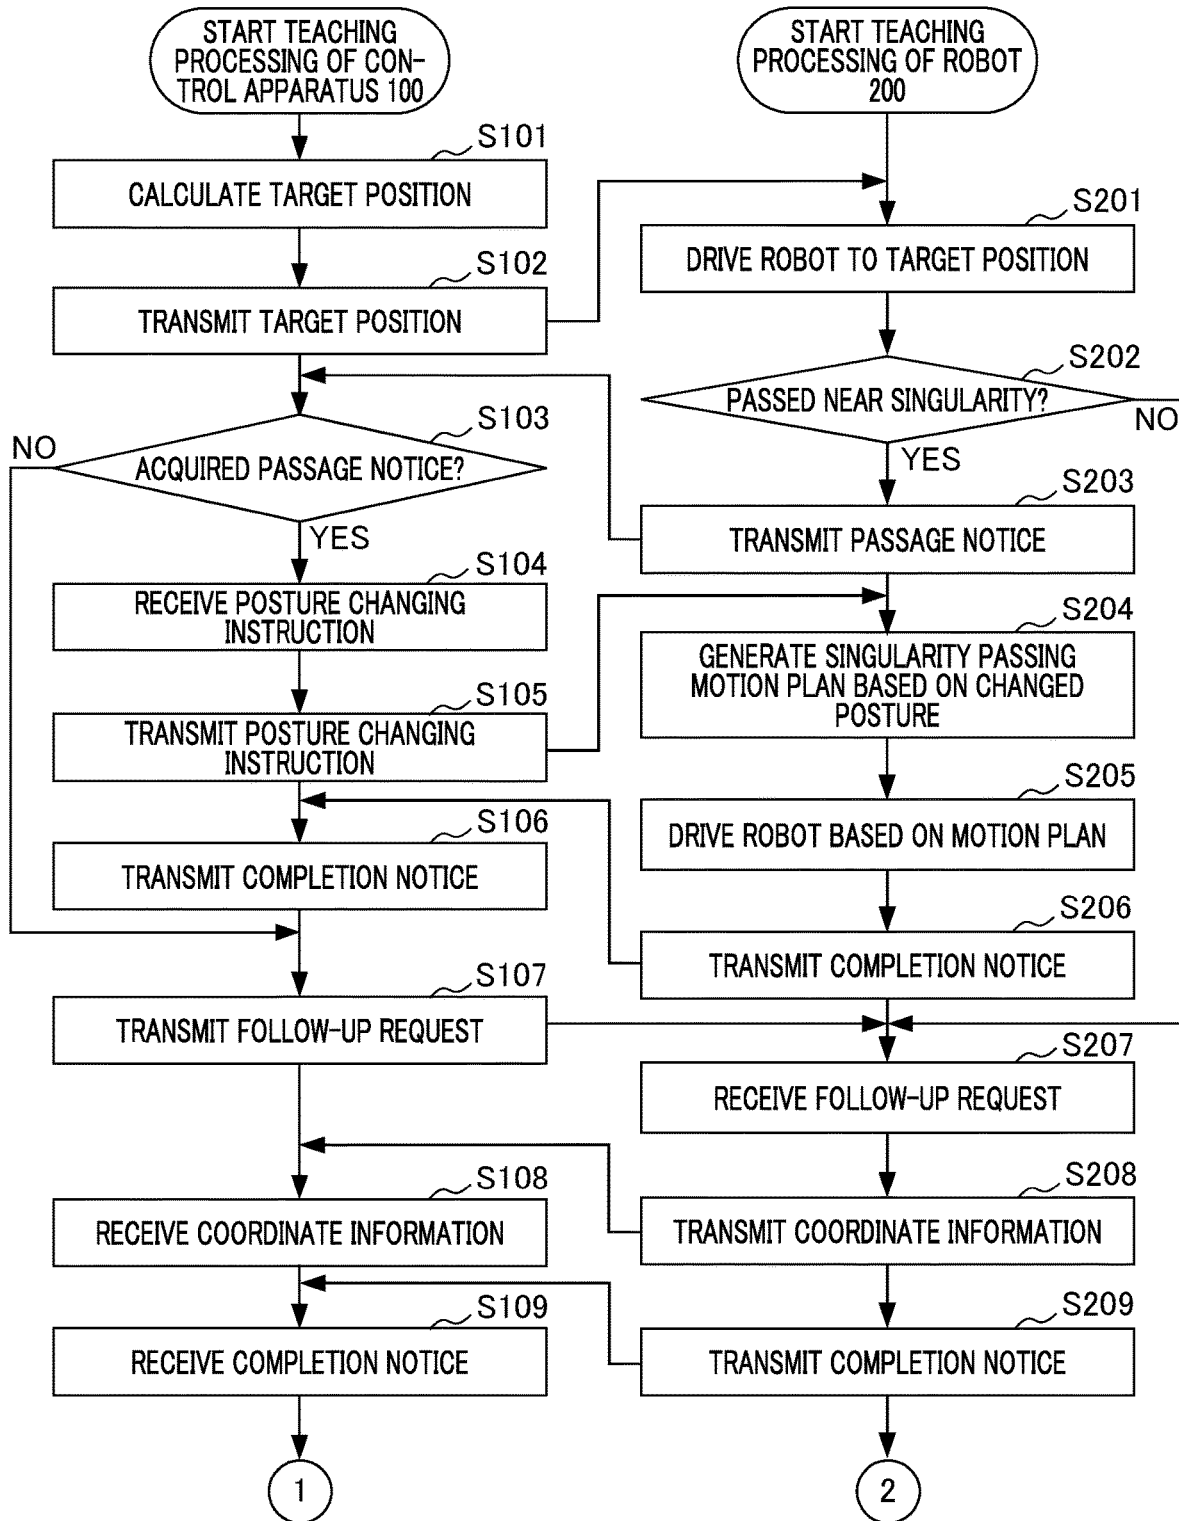 START TEACHING
PROCESSING OF CON-
TROL APPARATUS 100
S101
CALCULATE TARGET POSITION
S102
TRANSMIT TARGET POSITION
S103
NO
ACQUIRED PASSAGE NOTICE?
YES
S104
RECEIVE POSTURE CHANGING
INSTRUCTION
S105
TRANSMIT POSTURE CHANGING
INSTRUCTION
S106
TRANSMIT COMPLETION NOTICE
S107
TRANSMIT FOLLOW-UP REQUEST
S108
RECEIVE COORDINATE INFORMATION
S109
RECEIVE COMPLETION NOTICE
1
START TEACHING
PROCESSING OF ROBOT
200
S201
DRIVE ROBOT TO TARGET POSITION
S202
PASSED NEAR SINGULARITY?
NO
YES
S203
TRANSMIT PASSAGE NOTICE
S204
GENERATE SINGULARITY PASSING
MOTION PLAN BASED ON CHANGED
POSTURE
S205
DRIVE ROBOT BASED ON MOTION PLAN
S206
TRANSMIT COMPLETION NOTICE
S207
RECEIVE FOLLOW-UP REQUEST
S208
TRANSMIT COORDINATE INFORMATION
S209
TRANSMIT COMPLETION NOTICE
2